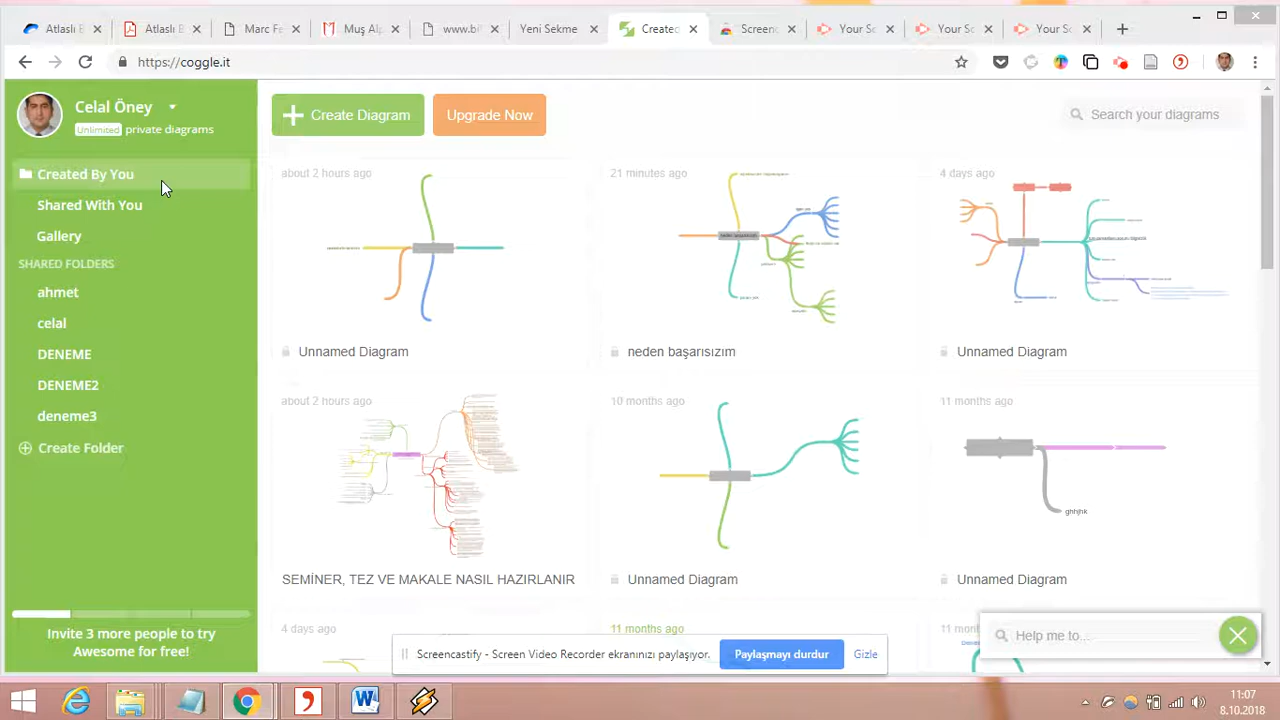 Atlaslı B
Atlaslı B
Marc Fe
Muş Alp
www.bil
Yeni Sekme
Created
Screenc
Your Sc
Your Sc
Your Sc
https://coggle.it
Celal Öney
Unlimited private diagrams
Create Diagram
Upgrade Now
Search your diagrams
Created By You
Shared With You
Gallery
SHARED FOLDERS
ahmet
celal
DENEME
DENEME2
deneme3
Create Folder
Invite 3 more people to try
Awesome for free!
about 2 hours ago
21 minutes ago
4 days ago
Unnamed Diagram
neden başarısızım
Unnamed Diagram
about 2 hours ago
10 months ago
11 months ago
ghhjhk
SEMİNER, TEZ VE MAKALE NASIL HAZIRLANIR
Unnamed Diagram
Unnamed Diagram
4 days ago
11 months ago
Help me to...
Screencastify - Screen Video Recorder ekranınızı paylaşıyor.
Paylaşmayı durdur
Gizle
11:07
8.10.2018